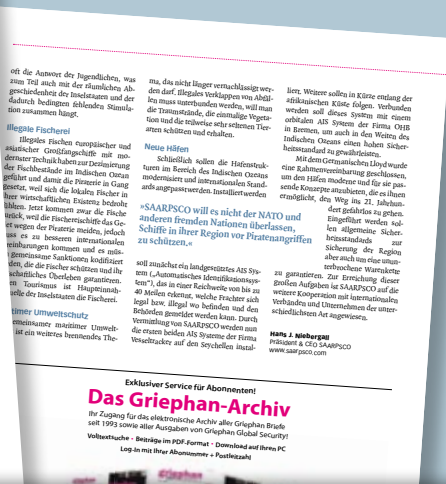 oft die Antwort der Jugendlichen, was
zum Teil auch mit der räumlichen Ab-
geschiedenheit der Inselstaaten und der
dadurch bedingten fehlenden Stimula-
tion zusammen hängt.
Illegale Fischerei
Illegales Fischen europäischer und
asiatischer Großfangschiffe mit mo-
dernster Technik haben zur Dezimierung
der Fischbestände im Indischen Ozean
geführt und damit die Piraterie in Gang
gesetzt, weil sich die lokalen Fischer in
ihrer wirtschaftlichen Existenz bedroht
fühlten. Jetzt kommen zwar die Fische
zurück, weil die Fischereischiffe das Ge-
wegen der Piraterie meiden, jedoch
es zu besseren internationalen
einbarungen kommen und es müs-
gemeinsame Sanktionen kodifiziert
den, die die Fischer schützen und ihr
schaftliches Überleben garantieren.
Tourismus ist Haupteinnah-
uelle der Inselstaaten die Fischerei.
timer Umweltschutz
emeinsamer maritimer Umwelt-
ist ein weiteres brennendes The-
ma, das nicht länger vernachlässigt wer-
den darf. Illegales Verklappen von Abfäl-
len muss unterbunden werden, will man
die Traumstrände, die einmalige Vegeta-
tion und die teilweise sehr seltenen Tier-
arten schützen und erhalten.
Neue Häfen
Schließlich sollen die Hafenstruk-
turen im Bereich des Indischen Ozeans
modernisiert und internationalen Stand-
ards angepasst werden. Installiert werden
»SAARPSCO will es nicht der NATO und
anderen fremden Nationen überlassen,
Schiffe in ihrer Region vor Piratenangriffen
zu schützen.«
soll zunächst ein landgestütztes AIS Sys-
tem („Automatisches Identifikationssys-
tem“), das in einer Reichweite von bis zu
40 Meilen erkennt, welche Frachter sich
legal bzw. illegal wo befinden und den
Behörden gemeldet werden kann. Durch
Vermittlung von SAARPSCO werden nun
die ersten beiden AIS Systeme der Firma
Vesseltracker auf den Seychellen instal-
liert. Weitere sollen in Kürze entlang der
afrikanischen Küste folgen. Verbunden
werden soll dieses System mit einem
orbitalen AIS System der Firma OHB
in Bremen, um auch in den Weiten des
Indischen Ozeans einen hohen Sicher-
heitsstandard zu gewährleisten.
Mit dem Germanischen Lloyd wurde
eine Rahmenvereinbarung geschlossen,
um den Häfen moderne und für sie pas-
sende Konzepte anzubieten, die es ihnen
ermöglicht, den Weg ins 21. Jahrhun-
dert gefahrlos zu gehen.
Eingeführt werden sol-
len allgemeine Sicher-
heitsstandards zur
Sicherung der Region
aber auch um eine unun-
terbrochene Warenkette
zu garantieren. Zur Erreichung dieser
großen Aufgaben ist SAARPSCO auf die
weitere Kooperation mit internationalen
Verbänden und Unternehmen der unter-
schiedlichsten Art angewiesen.
Hans J. Niebergall
Präsident & CEO SAARPSCO
www.saarpsco.com
Exklusiver Service für Abonnenten!
Das Griephan-Archiv
Ihr Zugang für das elektronische Archiv aller Griephan Briefe
seit 1993 sowie aller Ausgaben von Griephan Global Security!
Volltextsuche • Beiträge im PDF-Format • Download auf Ihren PC
Log-In mit Ihrer Abonummer + Postleitzahl